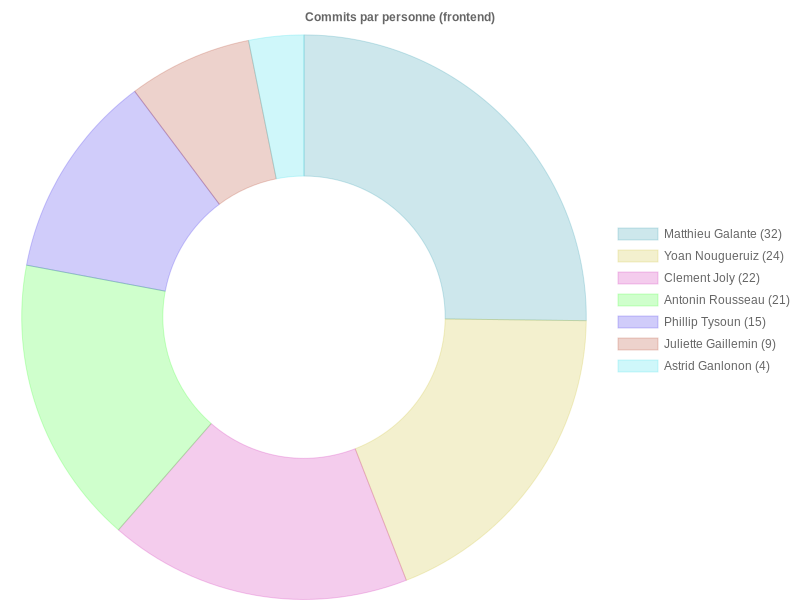 Commits par personne (frontend)
Matthieu Galante (32)
Yoan Nougueruiz (24)
Clement Joly (22)
Antonin Rousseau (21)
Phillip Tysoun (15)
Juliette Gaillemin (9)
Astrid Ganlonon (4)